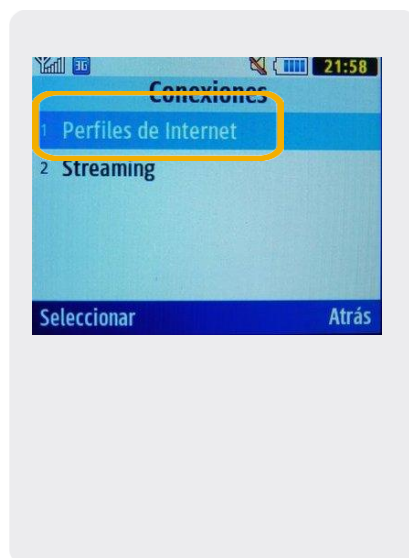 3G 21:58
Conexiones
1 Perfiles de Internet
2 Streaming
Seleccionar Atrás